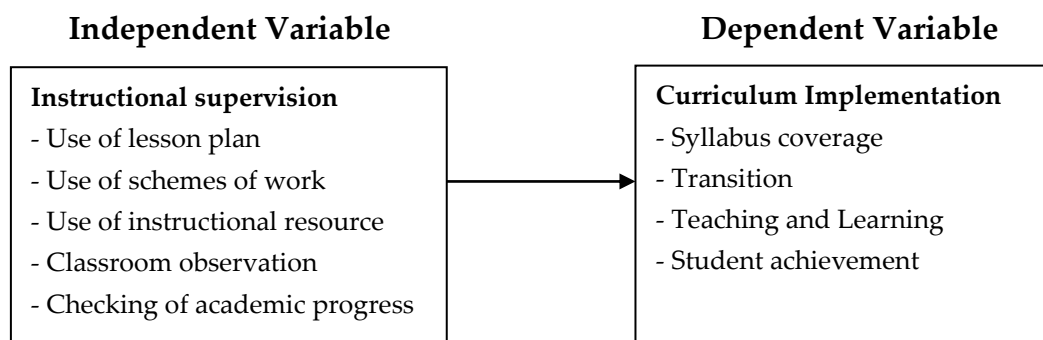 Independent Variable
Instructional supervision
- Use of lesson plan
- Use of schemes of work
- Use of instructional resource
- Classroom observation
- Checking of academic progress
Dependent Variable
Curriculum Implementation
- Syllabus coverage
- Transition
- Teaching and Learning
- Student achievement